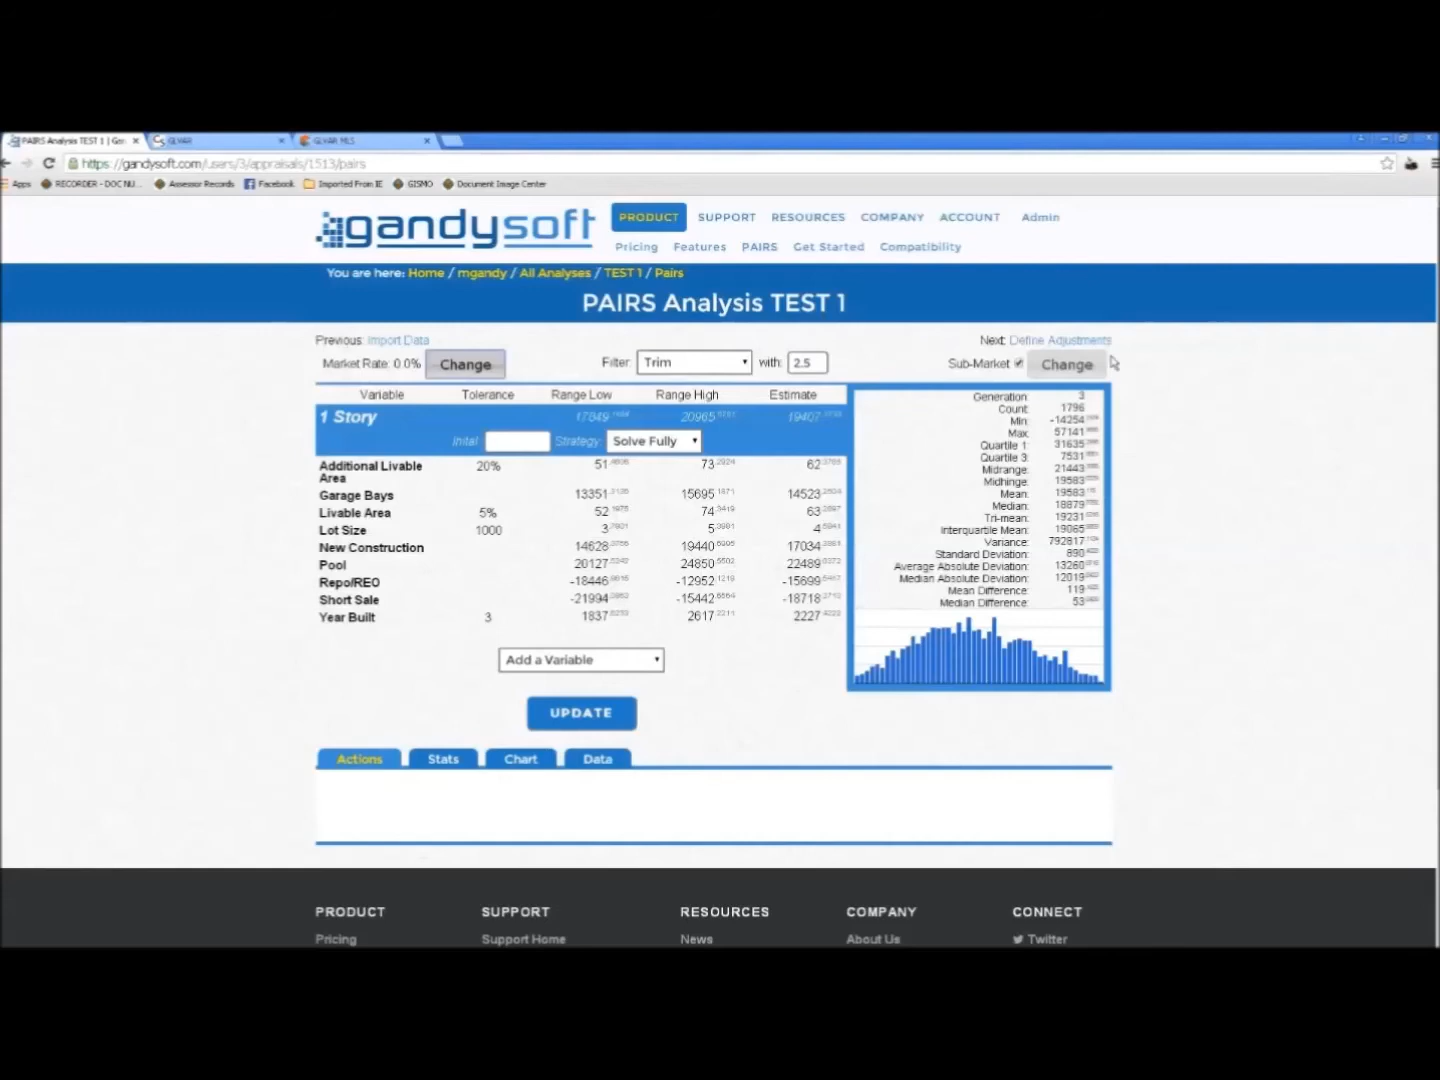 PAIRS Analysis TEST 1 | Gan
GLVAR
GLVAR MLS
https://gandysoft.com/users/3/appraisals/1513/pairs
Apps RECORDER - DOC NU... Assessor Records Facebook Imported From IE GISMO Document Image Center
gandysoft
PRODUCT SUPPORT RESOURCES COMPANY ACCOUNT Admin
Pricing Features PAIRS Get Started Compatibility
You are here: Home / mgandy / All Analyses / TEST 1 / Pairs
PAIRS Analysis TEST 1
Previous: Import Data
Next: Define Adjustments
Market Rate: 0.0% Change Filter: Trim with: 2.5 Sub-Market Change
Variable Tolerance Range Low Range High Estimate
1 Story 17849 20965 19407
Initial Strategy: Solve Fully
Additional Livable Area 20% 51 73 62
Garage Bays 13351 15695 14523
Livable Area 5% 52 74 63
Lot Size 1000 3 5 4
New Construction 14628 19440 17034
Pool 20127 24850 22489
Repo/REO -18446 -12952 -15699
Short Sale -21994 -15442 -18718
Year Built 3 1837 2617 2227
Add a Variable
UPDATE
Generation: 3
Count: 1796
Min: -14254
Max: 57141
Quartile 1: 31635
Quartile 3: 7531
Midrange: 21443
Midhinge: 19583
Mean: 19583
Median: 18879
Tri-mean: 19231
Interquartile Mean: 19065
Variance: 792817
Standard Deviation: 890
Average Absolute Deviation: 13260
Median Absolute Deviation: 12019
Mean Difference: 119
Median Difference: 53
Actions Stats Chart Data
PRODUCT SUPPORT RESOURCES COMPANY CONNECT
Pricing Support Home News About Us Twitter